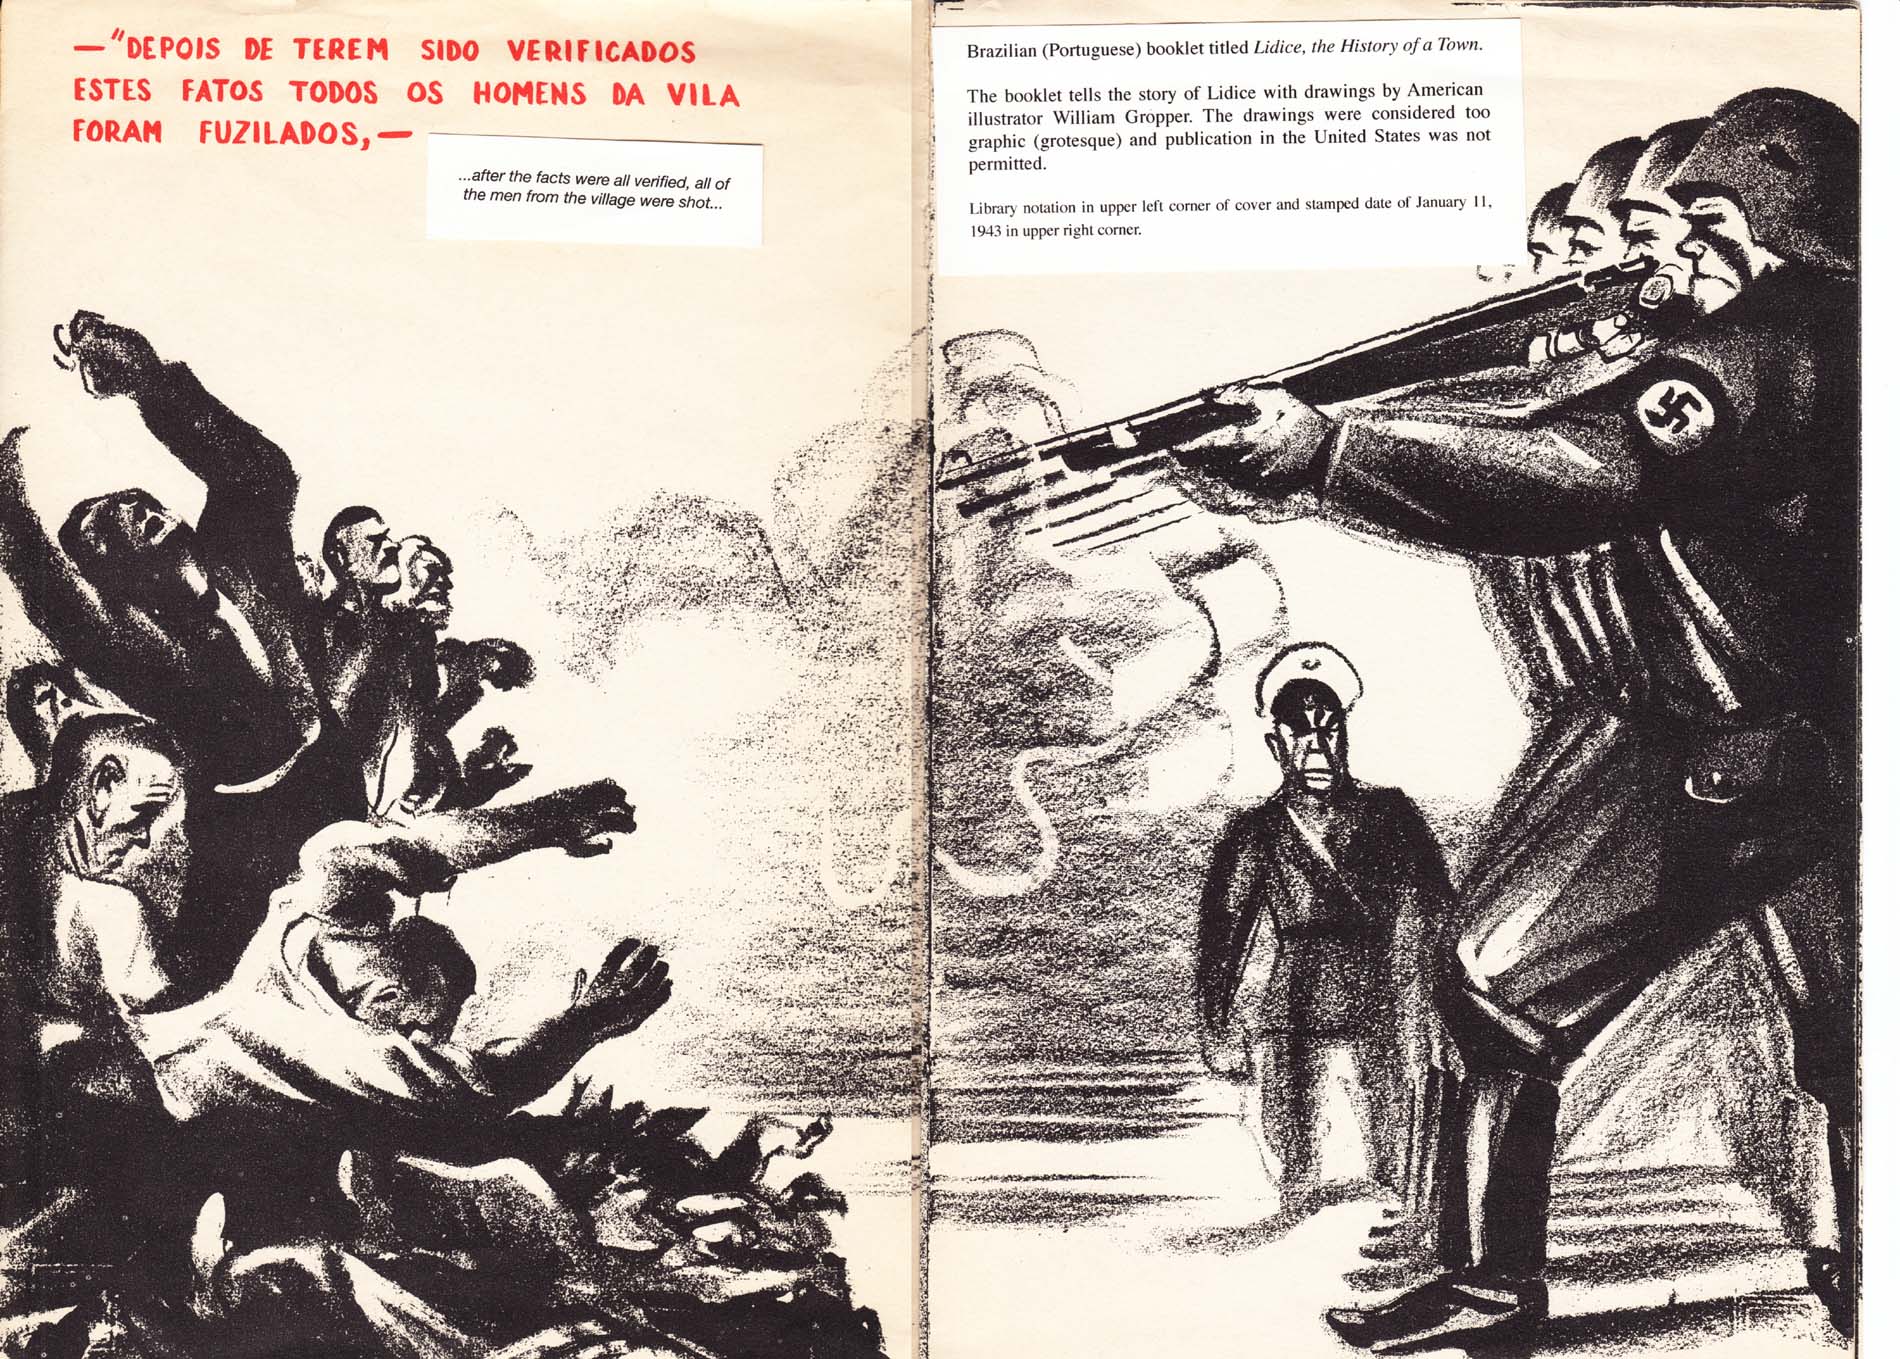 —"DEPOIS DE TEREM SIDO VERIFICADOS
ESTES FATOS TODOS OS HOMENS DA VILA
FORAM FUZILADOS,—
...after the facts were all verified, all of
the men from the village were shot...
Brazilian (Portuguese) booklet titled Lidice, the History of a Town.
The booklet tells the story of Lidice with drawings by American
illustrator William Gropper. The drawings were considered too
graphic (grotesque) and publication in the United States was not
permitted.
Library notation in upper left corner of cover and stamped date of January 11,
1943 in upper right corner.